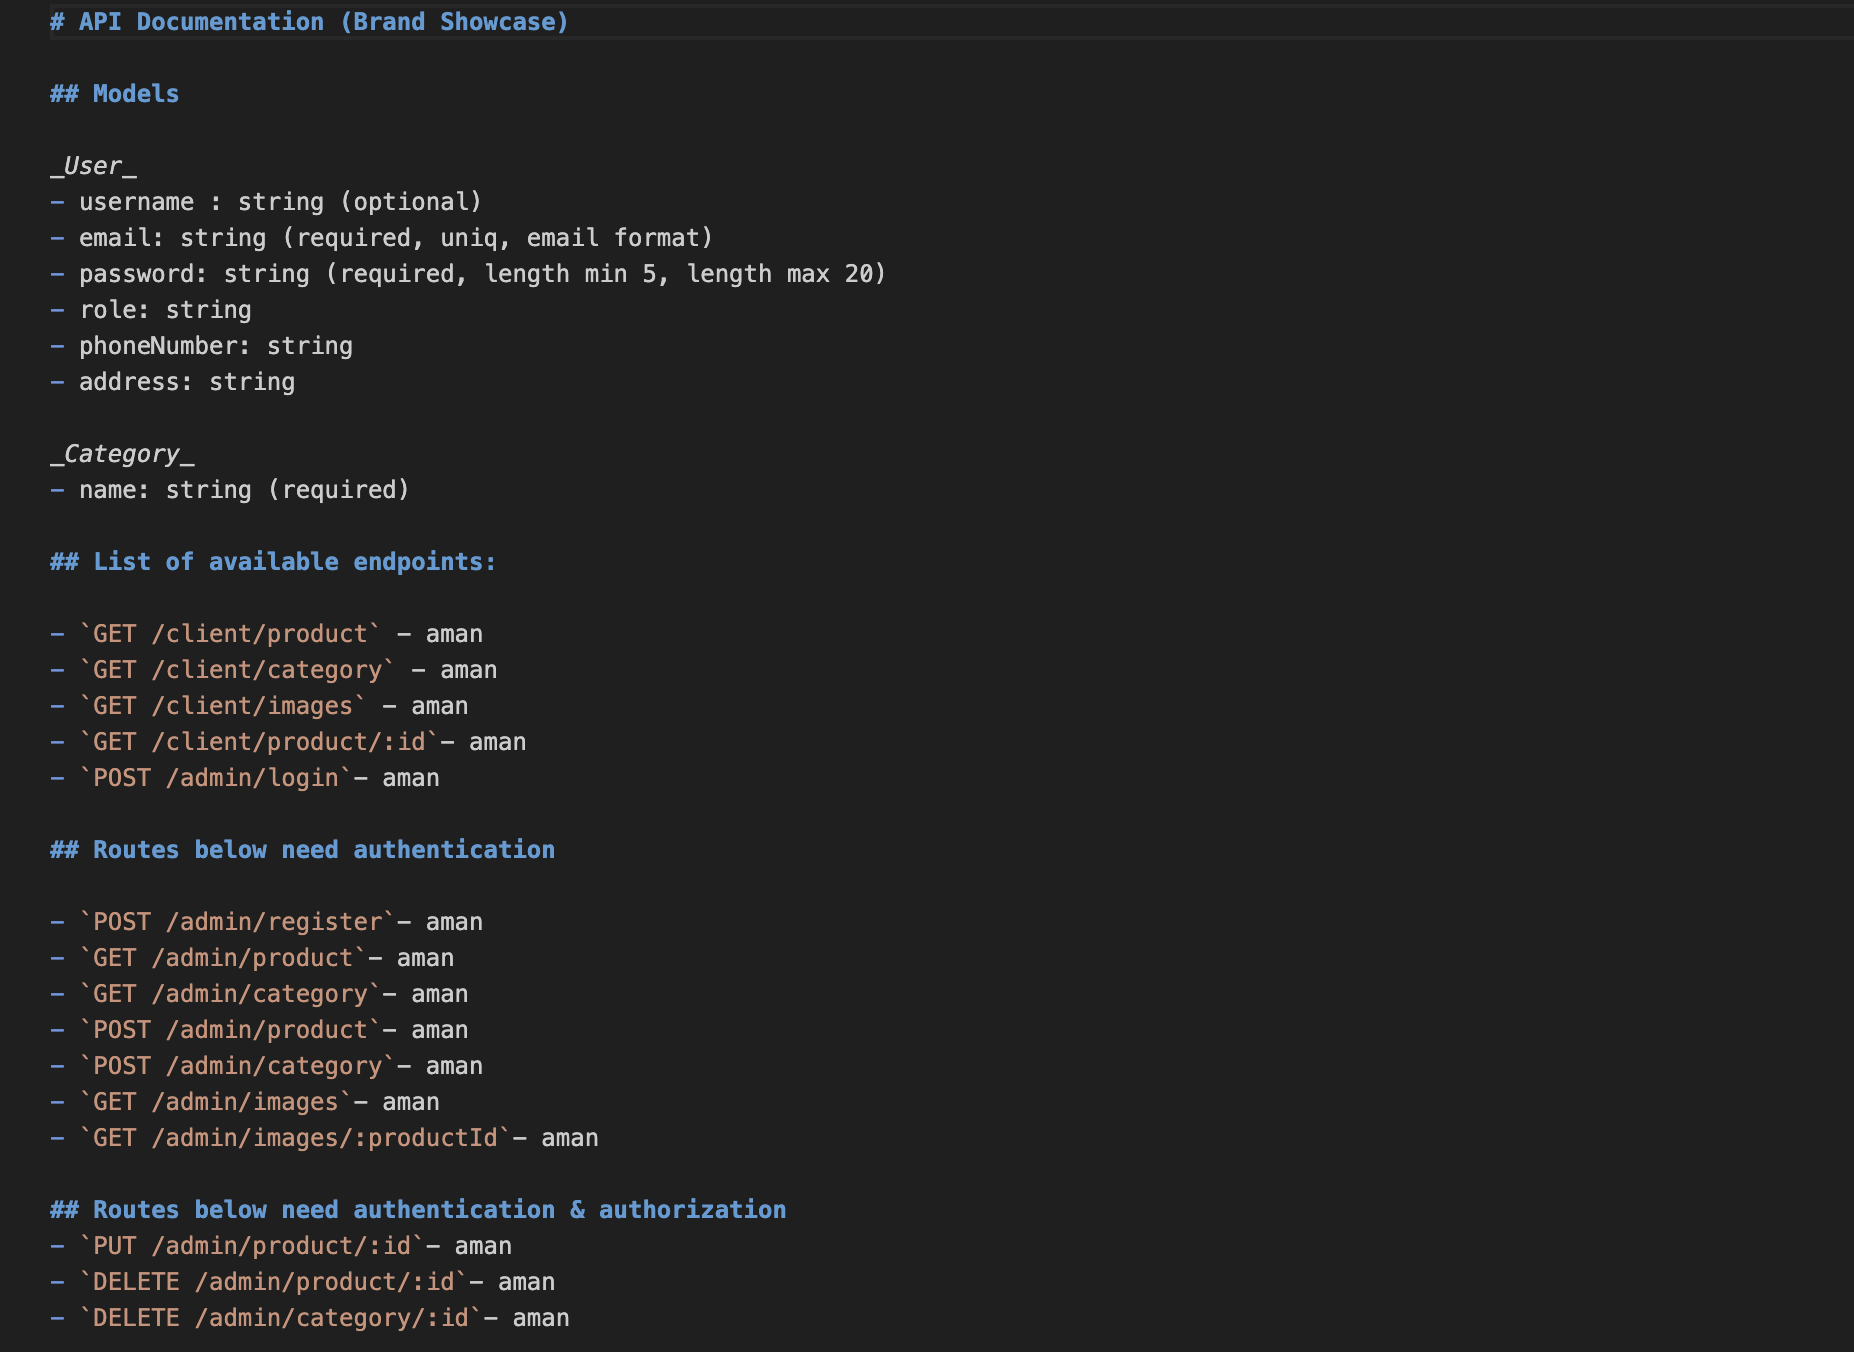 # API Documentation (Brand Showcase)
## Models
_User_
- username : string (optional)
- email: string (required, uniq, email format)
- password: string (required, length min 5, length max 20)
- role: string
- phoneNumber: string
- address: string
_Category_
- name: string (required)
## List of available endpoints:
- `GET /client/product` - aman
- `GET /client/category` - aman
- `GET /client/images` - aman
- `GET /client/product/:id`- aman
- `POST /admin/login`- aman
## Routes below need authentication
- `POST /admin/register`- aman
- `GET /admin/product`- aman
- `GET /admin/category`- aman
- `POST /admin/product`- aman
- `POST /admin/category`- aman
- `GET /admin/images`- aman
- `GET /admin/images/:productId`- aman
## Routes below need authentication & authorization
- `PUT /admin/product/:id`- aman
- `DELETE /admin/product/:id`- aman
- `DELETE /admin/category/:id`- aman